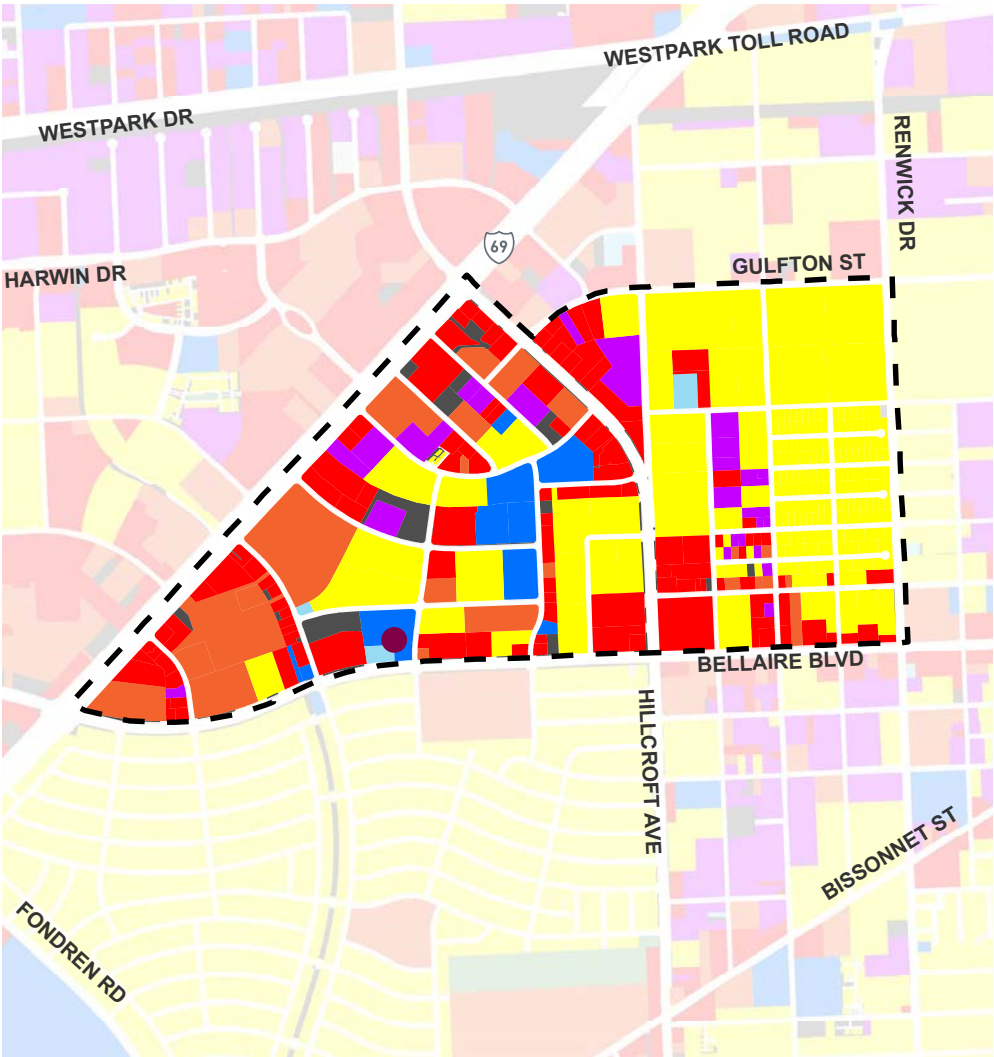 WESTPARK TOLL ROAD
WESTPARK DR
RENWICK DR
69
GULFTON ST
HARWIN DR
BELLAIRE BLVD
HILLCROFT AVE
BISSONNET ST
FONDREN RD